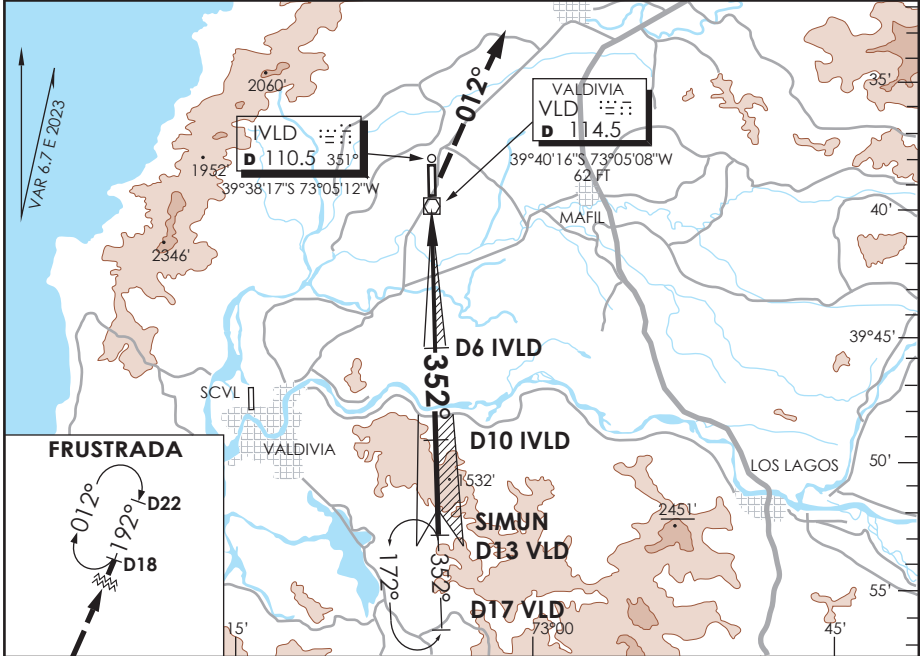 VAR 6.7 E 2023
2060'
1952'
2346'
IVLD
D 110.5 351°
39°38'17"S 73°05'12"W
012°
VALDIVIA
VLD
D 114.5
39°40'16"S 73°05'08"W
62 FT
MAFIL
35'
40'
39°45'
50'
55'
D6 IVLD
352°
D10 IVLD
1532'
SIMUN
D13 VLD
352°
172°
D17 VLD
SCVL
VALDIVIA
LOS LAGOS
2451'
15'
73°00
45'
FRUSTRADA
012°
192°
D22
D18